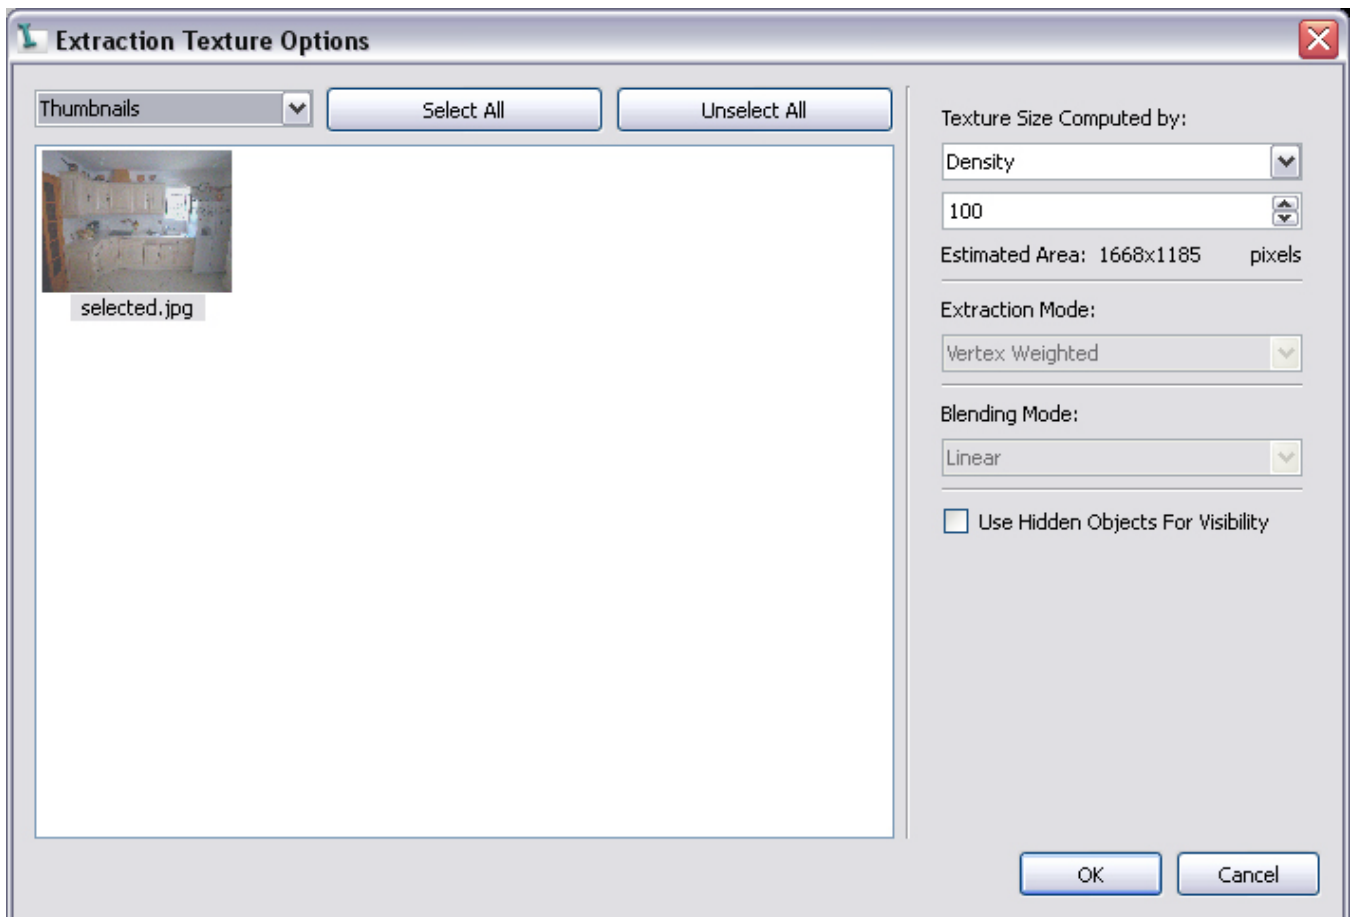 Extraction Texture Options
Thumbnails
Select All
Unselect All
selected.jpg
Texture Size Computed by:
Density
100
Estimated Area: 1668x1185 pixels
Extraction Mode:
Vertex Weighted
Blending Mode:
Linear
Use Hidden Objects For Visibility
OK
Cancel